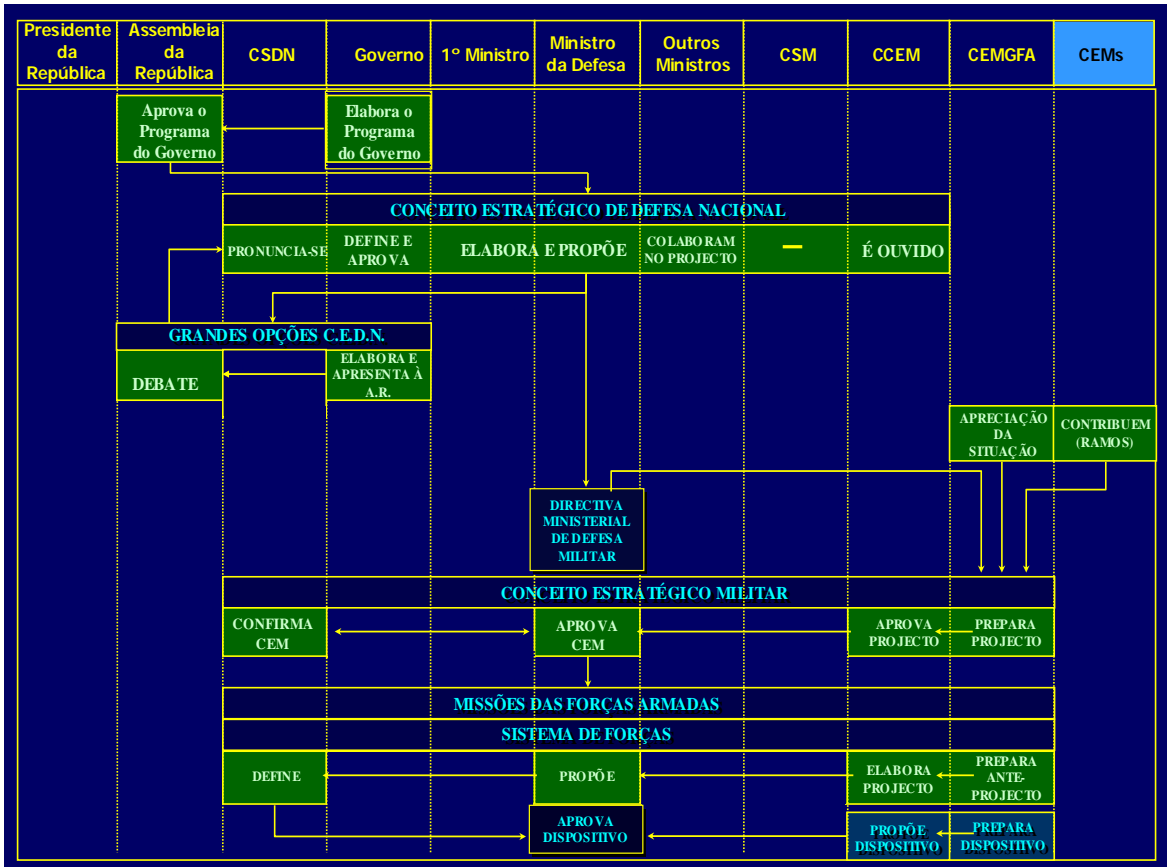 Presidente
da
República
Assembleia
da
República
CSDN
Governo
1º Ministro
Ministro
da Defesa
Outros
Ministros
CSM
CCEM
CEMGFA
CEMs
Aprova o
Programa
do Governo
Elabora o
Programa
do Governo
CONCEITO ESTRATÉGICO DE DEFESA NACIONAL
PRONUNCIA-SE
DEFINE E
APROVA
ELABORA E PROPÕE
COLABORAM
NO PROJECTO
–
É OUVIDO
GRANDES OPÇÕES C.E.D.N.
DEBATE
ELABORA E
APRESENTA À
A.R.
APRECIAÇÃO
DA
SITUAÇÃO
CONTRIBUEM
(RAMOS)
DIRECTIVA
MINISTERIAL
DE DEFESA
MILITAR
CONCEITO ESTRATÉGICO MILITAR
CONFIRMA
CEM
APROVA
CEM
APROVA
PROJECTO
PREPARA
PROJECTO
MISSÕES DAS FORÇAS ARMADAS
SISTEMA DE FORÇAS
DEFINE
PROPÕE
ELABORA
PROJECTO
PREPARA
ANTE-
PROJECTO
APROVA
DISPOSITIVO
PROPÕE
DISPOSITIVO
PREPARA
DISPOSITIVO